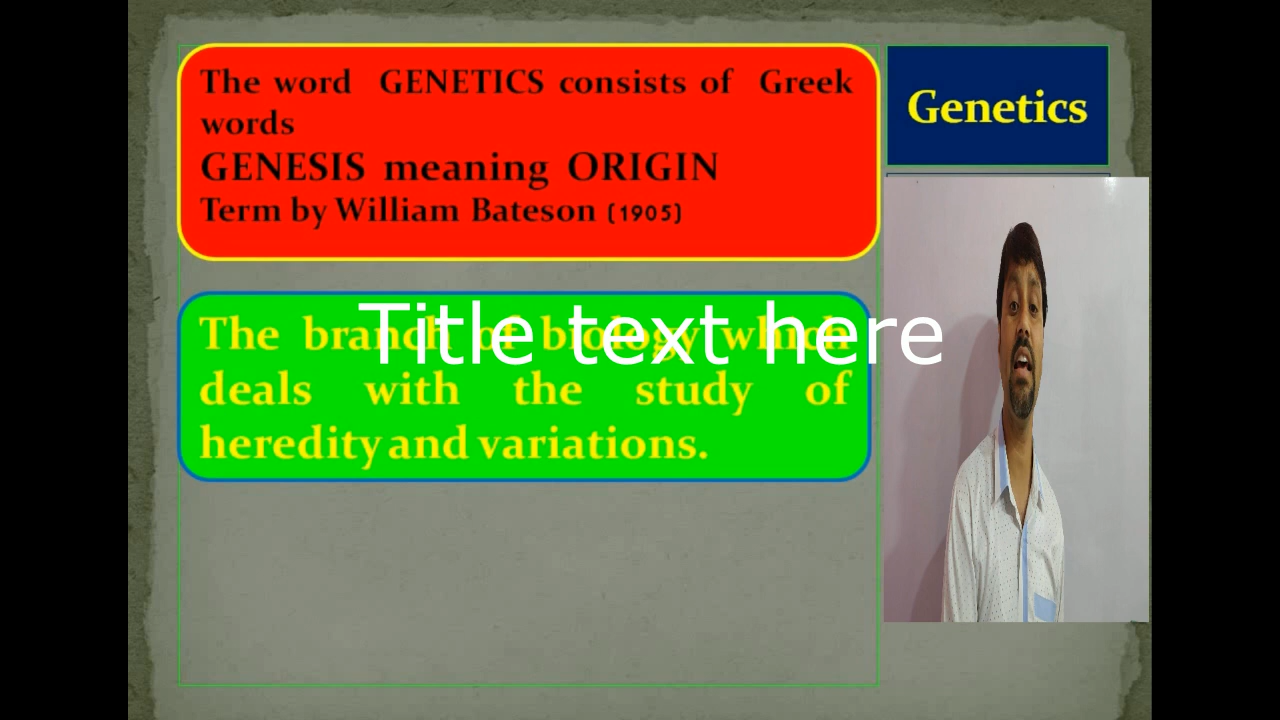 The word GENETICS consists of Greek
words
GENESIS meaning ORIGIN
Term by William Bateson (1905)
Genetics
Title text here
The branch of biology which
deals with the study of
heredity and variations.